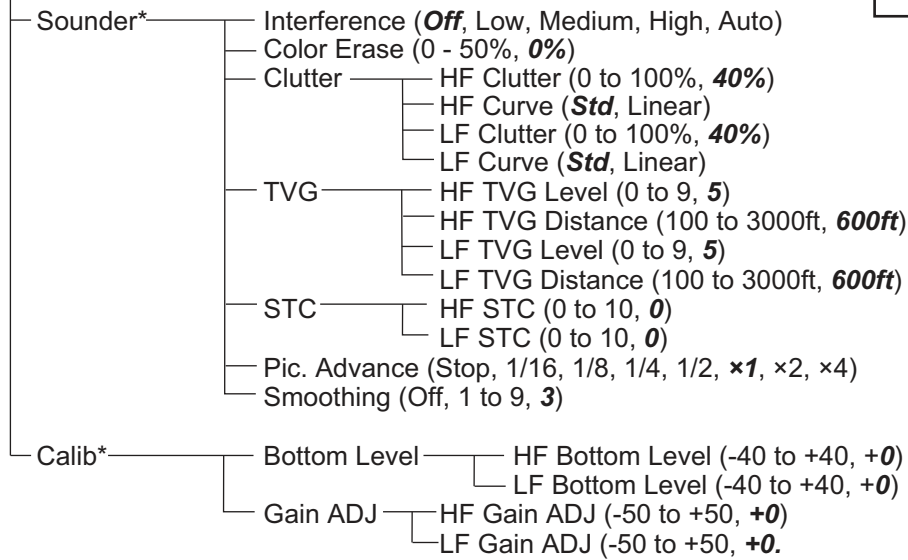 Sounder* Interference (Off, Low, Medium, High, Auto)
Color Erase (0 - 50%, 0%)
Clutter HF Clutter (0 to 100%, 40%)
HF Curve (Std, Linear)
LF Clutter (0 to 100%, 40%)
LF Curve (Std, Linear)
TVG HF TVG Level (0 to 9, 5)
HF TVG Distance (100 to 3000ft, 600ft)
LF TVG Level (0 to 9, 5)
LF TVG Distance (100 to 3000ft, 600ft)
STC HF STC (0 to 10, 0)
LF STC (0 to 10, 0)
Pic. Advance (Stop, 1/16, 1/8, 1/4, 1/2, ×1, ×2, ×4)
Smoothing (Off, 1 to 9, 3)
Calib* Bottom Level HF Bottom Level (-40 to +40, +0)
LF Bottom Level (-40 to +40, +0)
Gain ADJ HF Gain ADJ (-50 to +50, +0)
LF Gain ADJ (-50 to +50, +0.